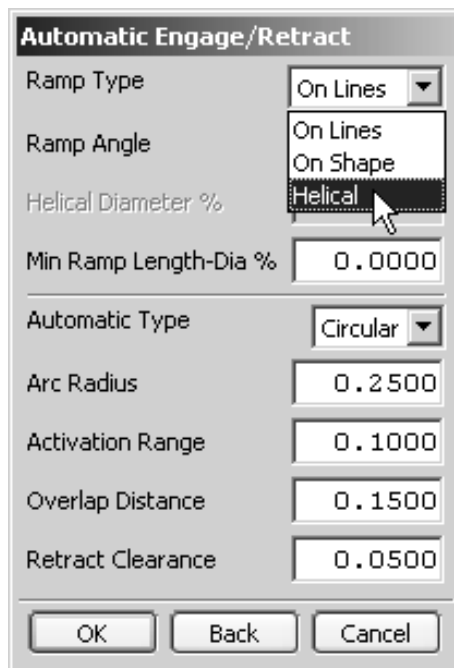 Automatic Engage/Retract
Ramp Type On Lines
On Lines
Ramp Angle
On Shape
Helical Diameter % Helical
Min Ramp Length-Dia % 0.0000
Automatic Type Circular
Arc Radius 0.2500
Activation Range 0.1000
Overlap Distance 0.1500
Retract Clearance 0.0500
OK Back Cancel